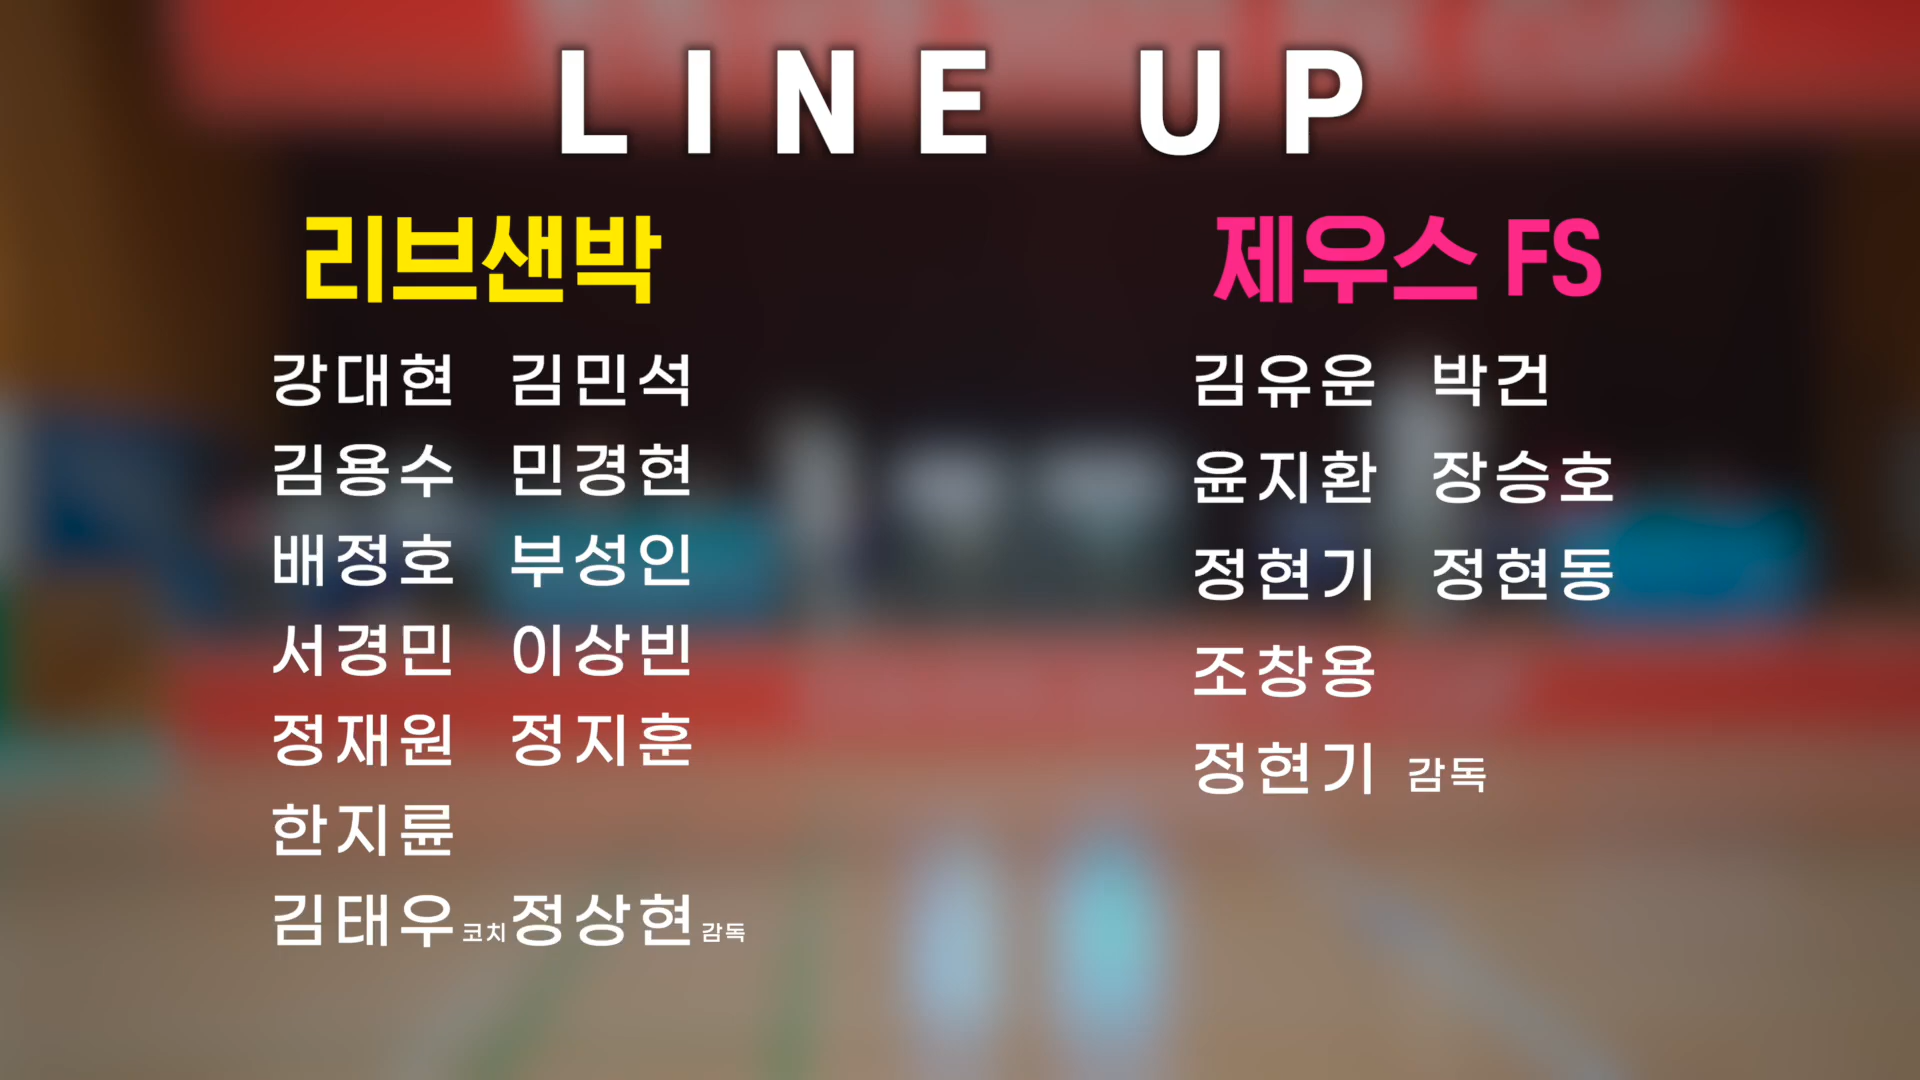 LINE UP
리브샌박
강대현 김민석
김용수 민경현
배정호 부성인
서경민 이상빈
정재원 정지훈
한지륜
김태우 코치 정상현 감독
제우스 FS
김유운 박건
윤지환 장승호
정현기 정현동
조창용
정현기 감독